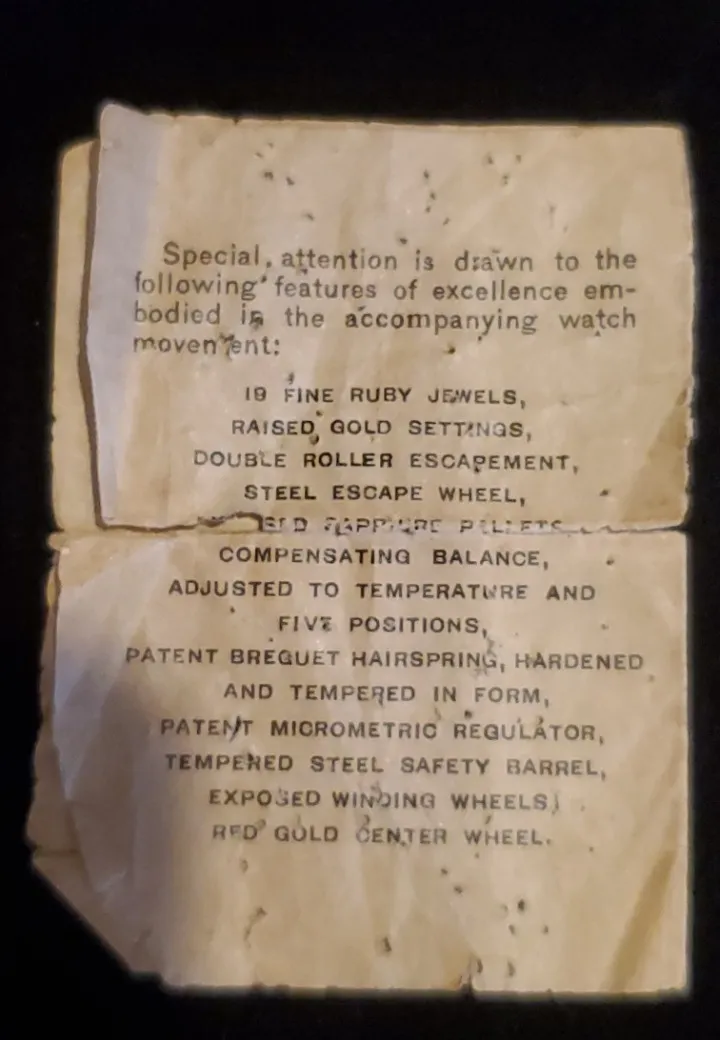 Special attention is drawn to the
following features of excellence em-
bodied in the accompanying watch
movement:
19 FINE RUBY JEWELS,
RAISED GOLD SETTINGS,
DOUBLE ROLLER ESCAPEMENT,
STEEL ESCAPE WHEEL,
SAPPHIRE PALLETS
COMPENSATING BALANCE,
ADJUSTED TO TEMPERATURE AND
FIVE POSITIONS,
PATENT BREGUET HAIRSPRING, HARDENED
AND TEMPERED IN FORM,
PATENT MICROMETRIC REGULATOR,
TEMPERED STEEL SAFETY BARREL,
EXPOSED WINDING WHEELS,
RED GOLD CENTER WHEEL.